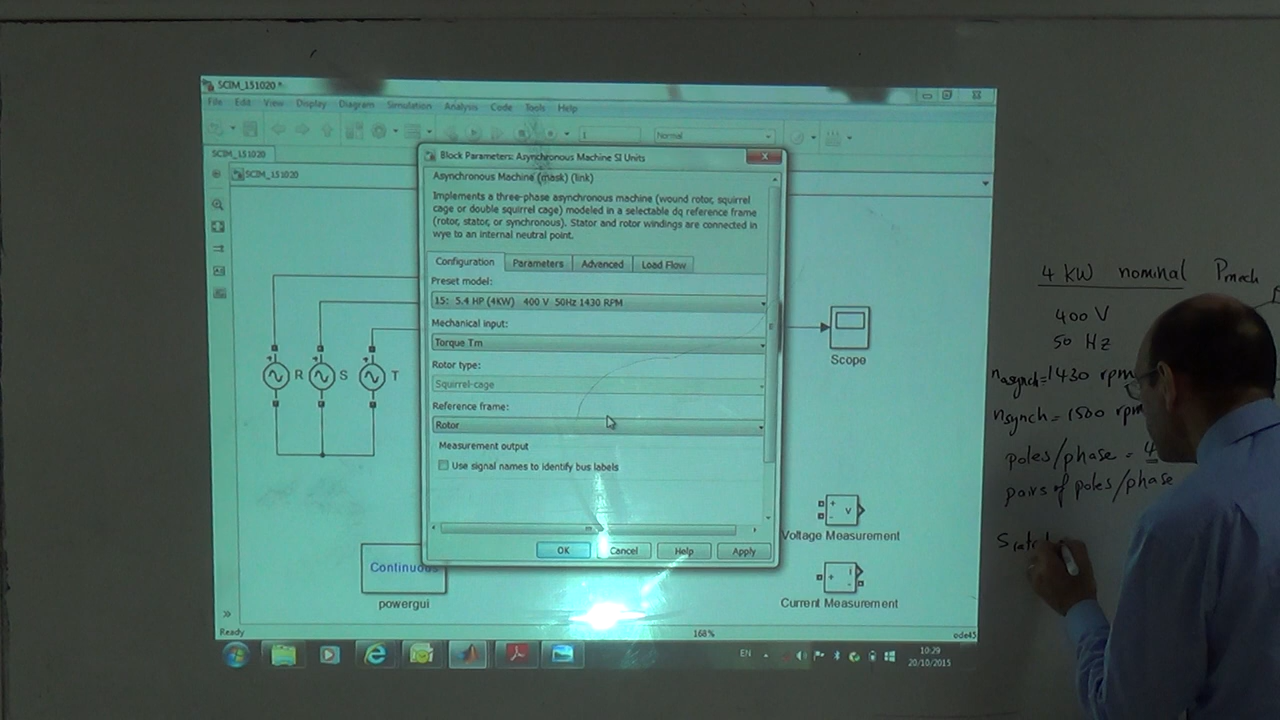 SCIM_151020 *
File Edit View Display Diagram Simulation Analysis Code Tools Help
1 Normal
SCIM_151020
SCIM_151020
Block Parameters: Asynchronous Machine SI Units
Asynchronous Machine (mask) (link)
Implements a three-phase asynchronous machine (wound rotor, squirrel
cage or double squirrel cage) modeled in a selectable dq reference frame
(rotor, stator, or synchronous). Stator and rotor windings are connected in
wye to an internal neutral point.
Configuration Parameters Advanced Load Flow
Preset model:
15: 5.4 HP (4KW) 400 V 50Hz 1430 RPM
Mechanical input:
Torque Tm
Rotor type:
Squirrel-cage
Reference frame:
Rotor
Measurement output
Use signal names to identify bus labels
OK Cancel Help Apply
R S T
Scope
v
Voltage Measurement
i
Current Measurement
Continuous
powergui
Ready 168% ode45
EN 10:29
20/10/2015
4 KW nominal Pmech
400 V
50 Hz
nasynch=1430 rpm
nsynch = 1500 rpm
poles/phase = 4
pairs of poles/phase